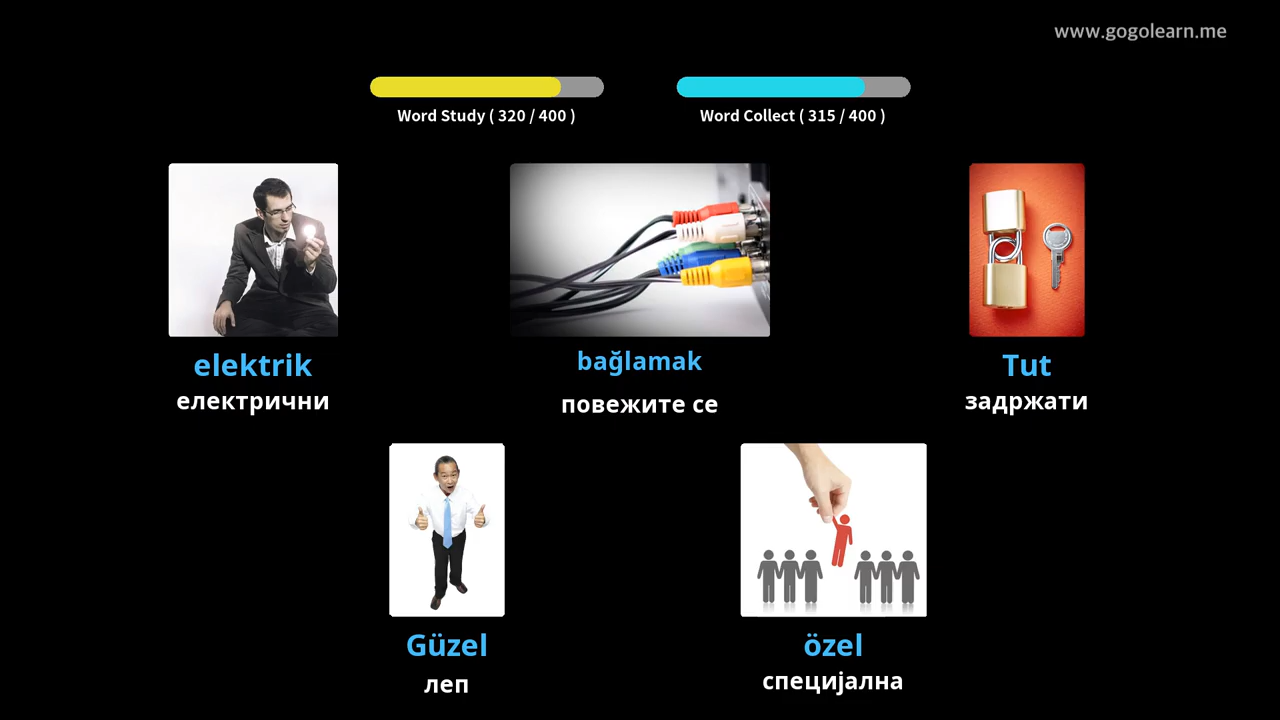 www.gogolearn.me
Word Study ( 320 / 400 )
Word Collect ( 315 / 400 )
elektrik
електрични
bağlamak
повежите се
Tut
задржати
Güzel
леп
özel
специјална